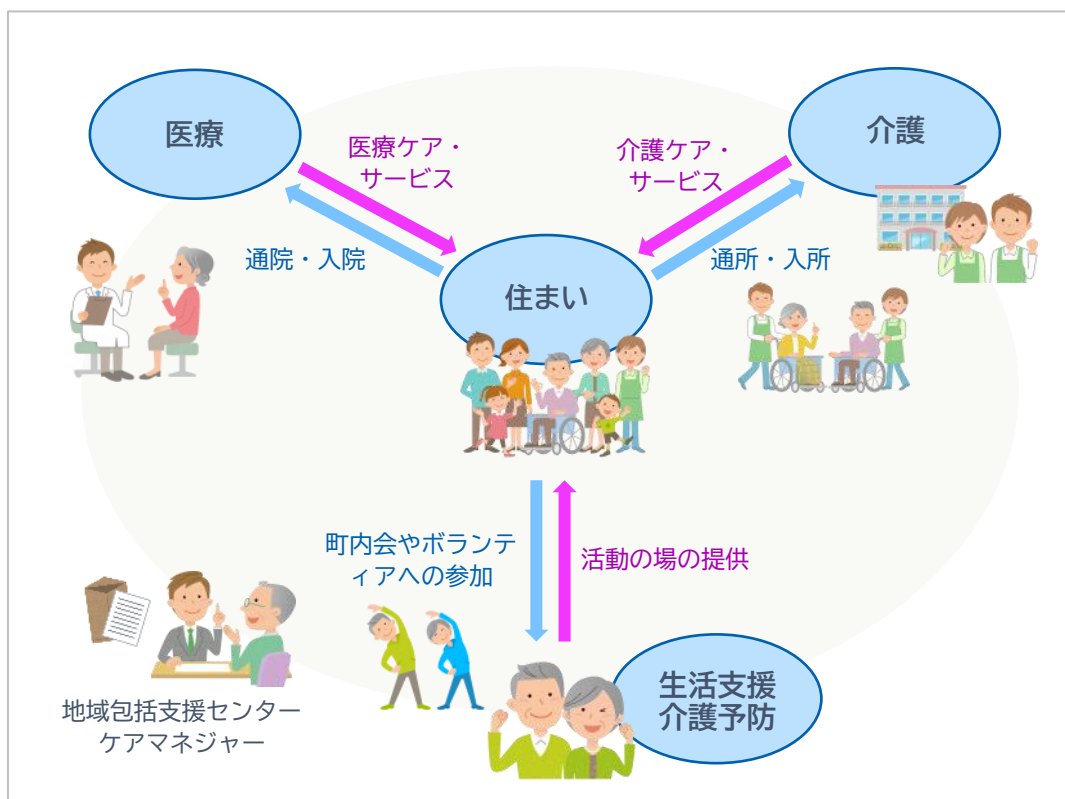 医療
介護
医療ケア・
サービス
介護ケア・
サービス
通院・入院
通所・入所
住まい
町内会やボランテ
ィアへの参加
活動の場の提供
生活支援
介護予防
地域包括支援センター
ケアマネジャー